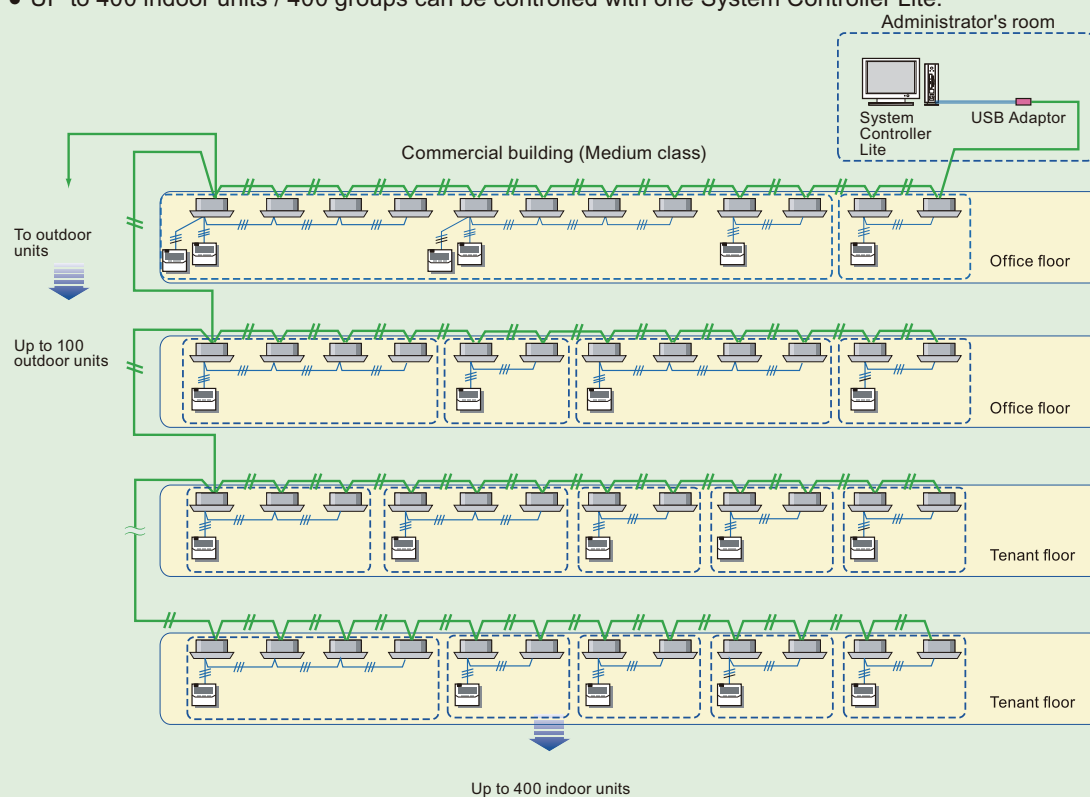 ● UP to 400 indoor units / 400 groups can be controlled with one System Controller Lite.
Administrator's room
System
Controller
Lite
USB Adaptor
Commercial building (Medium class)
To outdoor
units
Office floor
Up to 100
outdoor units
Office floor
Tenant floor
Tenant floor
Up to 400 indoor units